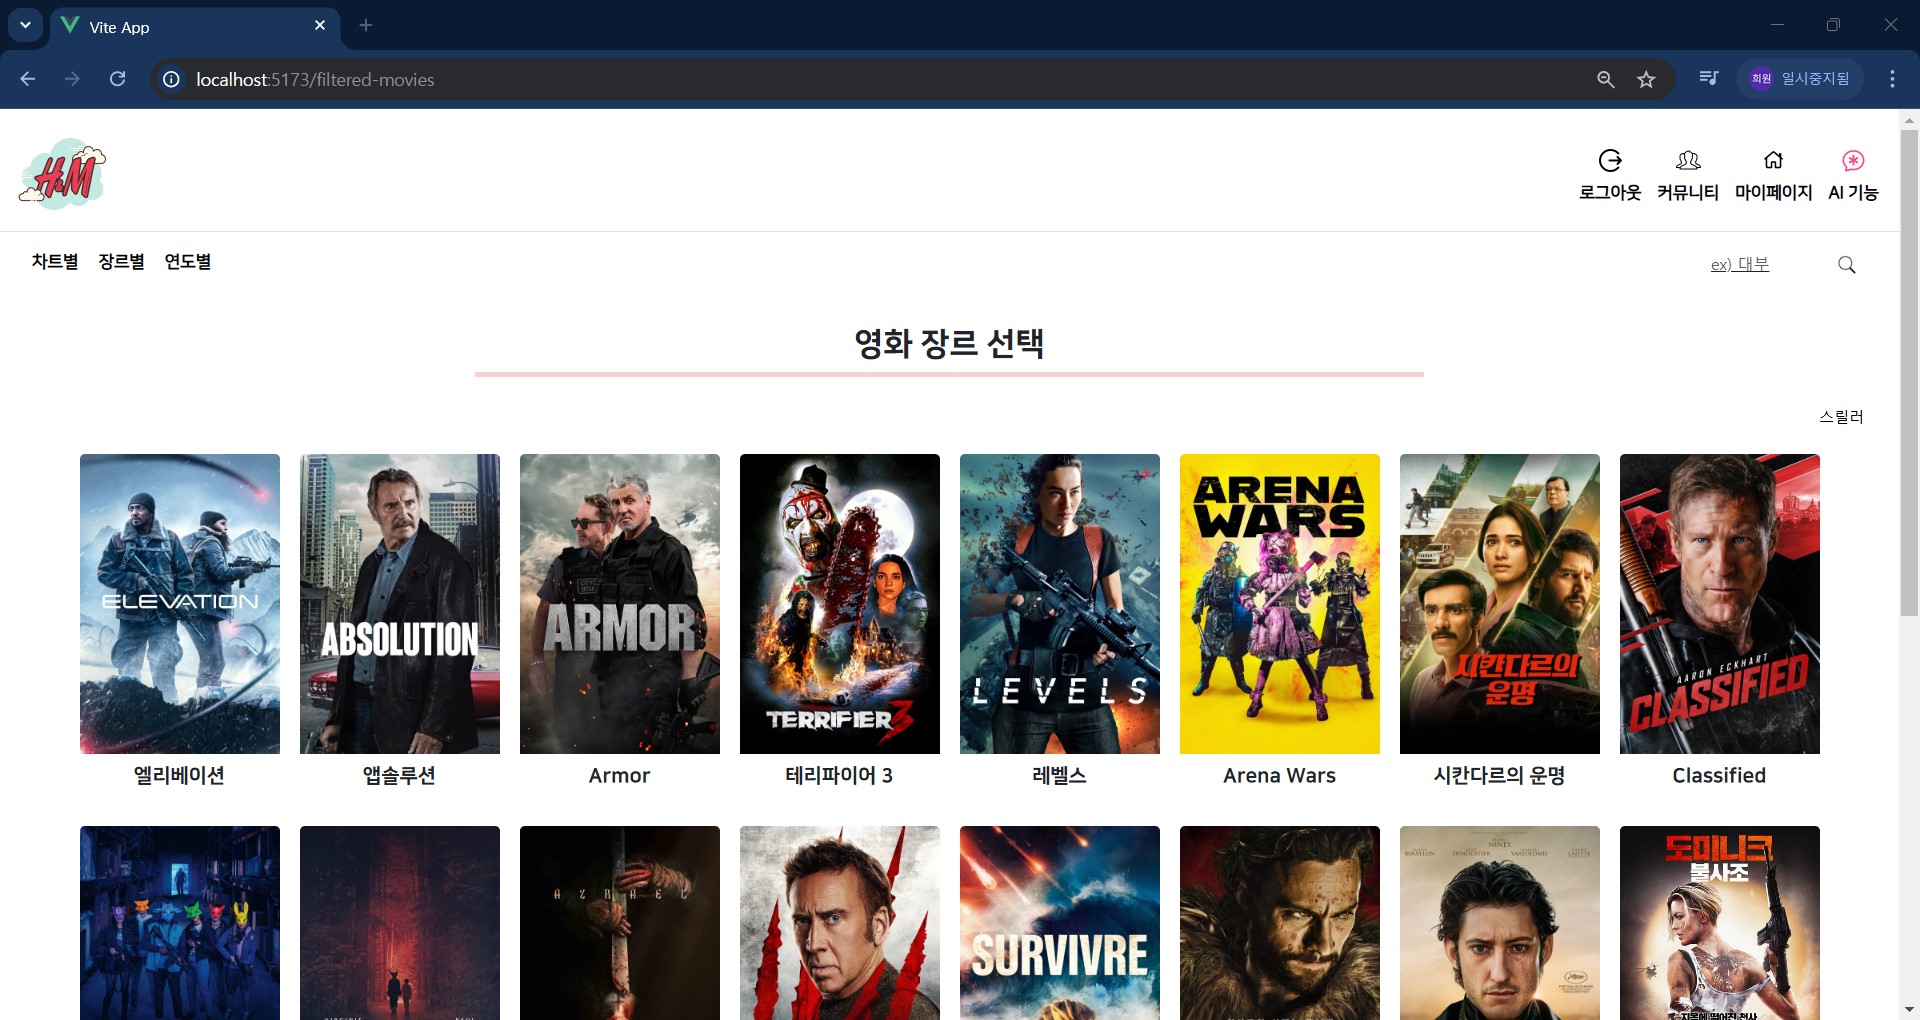 Vite App
localhost:5173/filtered-movies
희원 일시중지됨
H&M
로그아웃 커뮤니티 마이페이지 AI 기능
차트별 장르별 연도별
ex) 대부
영화 장르 선택
스릴러
ELEVATION
ABSOLUTION
ARMOR
TERRIFIER 3
LEVELS
ARENA
WARS
시칸다르의
운명
AARON ECKHART
CLASSIFIED
엘리베이션 앱솔루션 Armor 테리파이어 3 레벨스 Arena Wars 시칸다르의 운명 Classified
AZRAEL
SURVIVRE
NINEY
도미니크
불사조